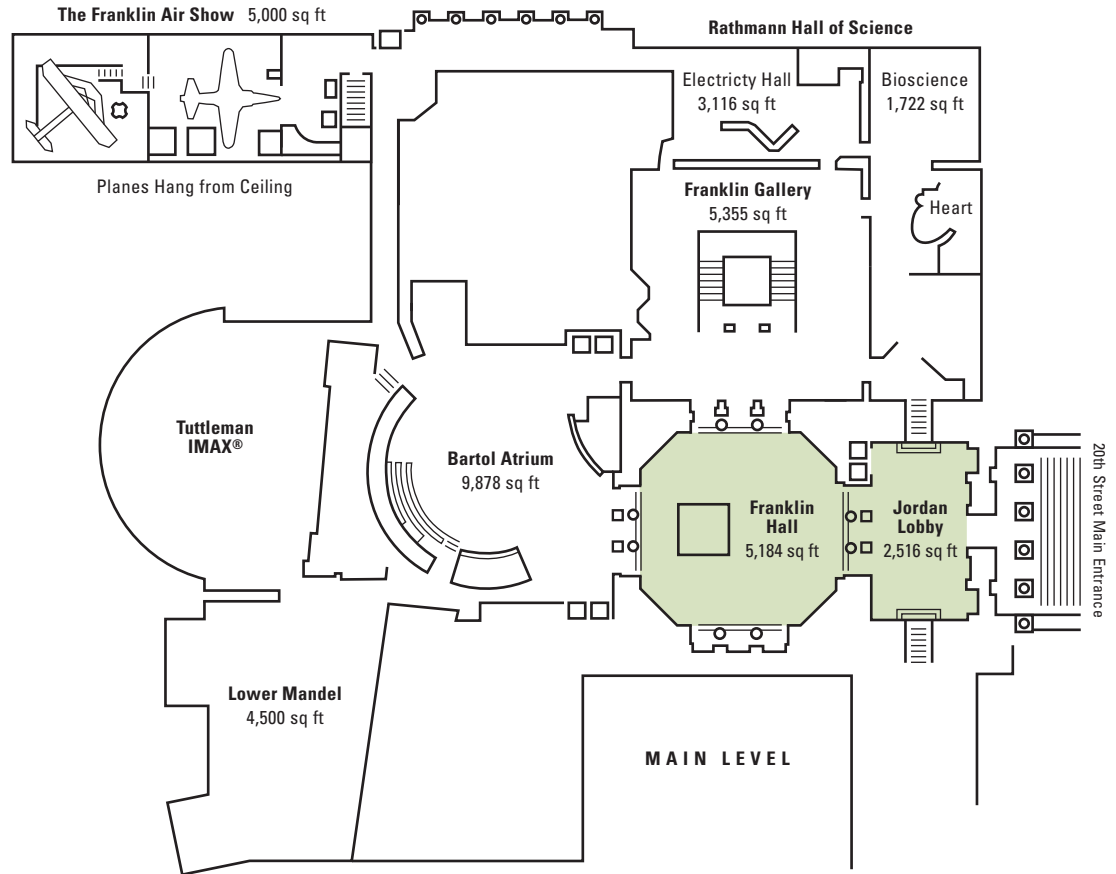 The Franklin Air Show 5,000 sq ft
Rathmann Hall of Science
Electricty Hall
3,116 sq ft
Bioscience
1,722 sq ft
Planes Hang from Ceiling
Franklin Gallery
5,355 sq ft
Heart
Tuttleman
IMAX®
Bartol Atrium
9,878 sq ft
Franklin
Hall
5,184 sq ft
Jordan
Lobby
2,516 sq ft
20th Street Main Entrance
Lower Mandel
4,500 sq ft
MAIN LEVEL